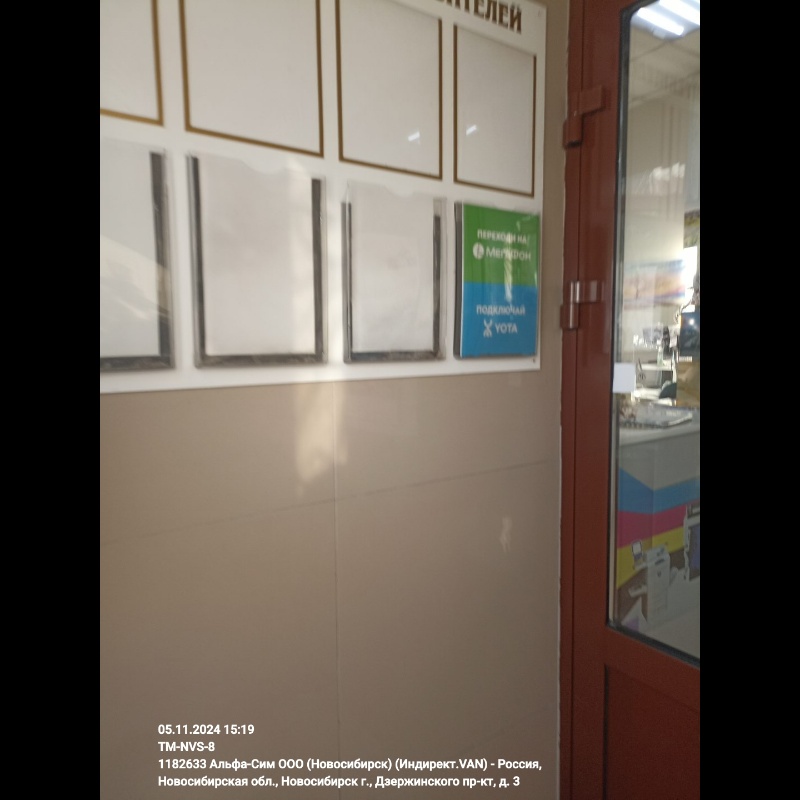 ПЕРЕХОДИ НА
МЕГАФОН
ПОДКЛЮЧАЙ
YOTA
05.11.2024 15:19
TM-NVS-8
1182633 Альфа-Сим ООО (Новосибирск) (Индирект.VAN) - Россия,
Новосибирская обл., Новосибирск г., Дзержинского пр-кт, д. 3